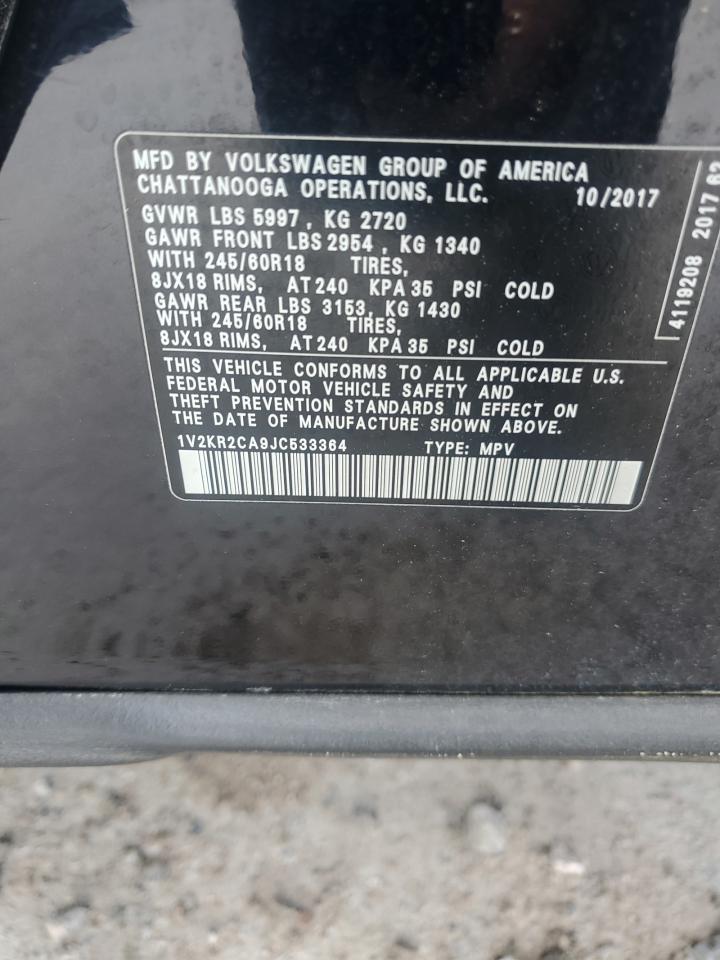 MFD BY VOLKSWAGEN GROUP OF AMERICA
CHATTANOOGA OPERATIONS, LLC. 10/2017
GVWR LBS 5997 , KG 2720
GAWR FRONT LBS 2954 , KG 1340
WITH 245/60R18 TIRES,
8JX18 RIMS, AT 240 KPA 35 PSI COLD
GAWR REAR LBS 3153, KG 1430
WITH 245/60R18 TIRES,
8JX18 RIMS, AT 240 KPA 35 PSI COLD
THIS VEHICLE CONFORMS TO ALL APPLICABLE U.S.
FEDERAL MOTOR VEHICLE SAFETY AND
THEFT PREVENTION STANDARDS IN EFFECT ON
THE DATE OF MANUFACTURE SHOWN ABOVE.
1V2KR2CA9JC533364 TYPE: MPV
4119208 2017